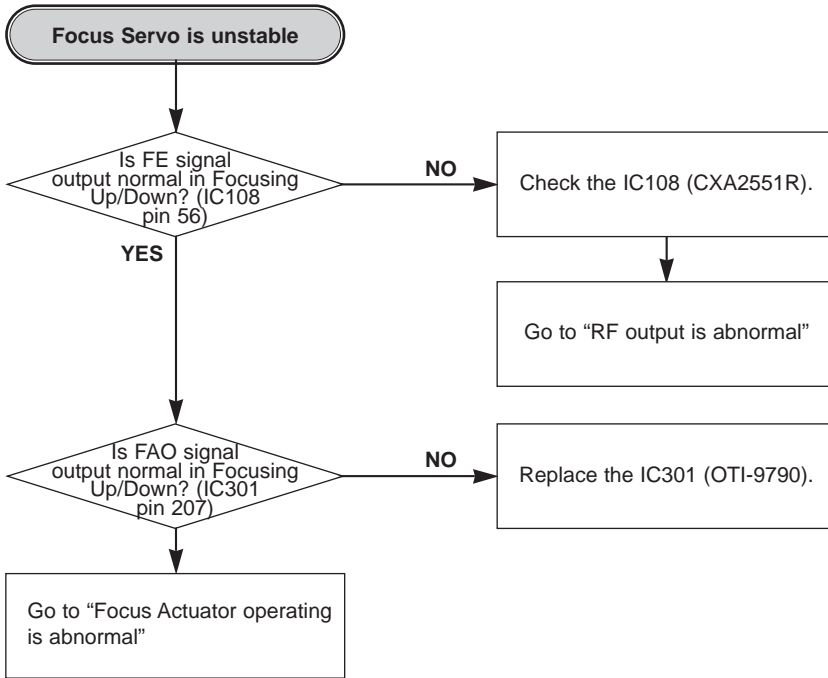 Focus Servo is unstable
Is FE signal
output normal in Focusing
Up/Down? (IC108
pin 56)
NO
Check the IC108 (CXA2551R).
YES
Go to “RF output is abnormal”
Is FAO signal
output normal in Focusing
Up/Down? (IC301
pin 207)
NO
Replace the IC301 (OTI-9790).
Go to “Focus Actuator operating
is abnormal”